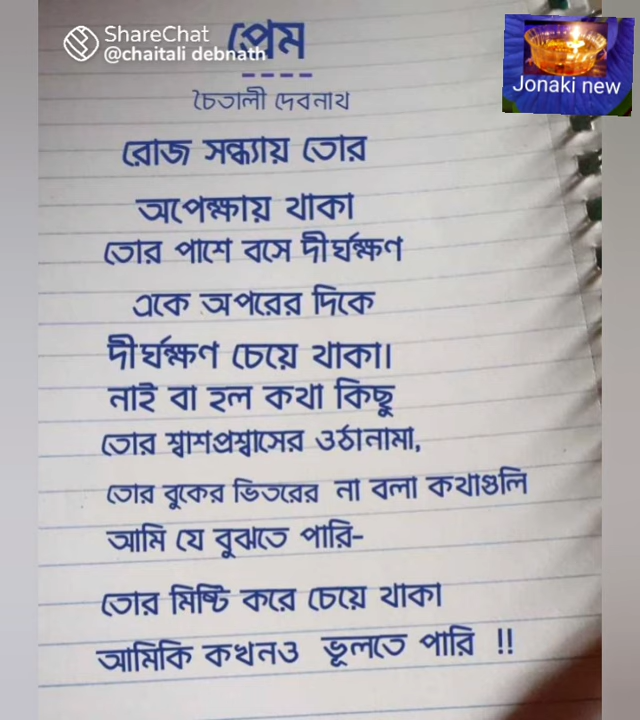 ShareChat
@chaitali debnath
প্রেম
Jonaki new
চৈতালী দেবনাথ
রোজ সন্ধ্যায় তোর
অপেক্ষায় থাকা
তোর পাশে বসে দীর্ঘক্ষণ
একে অপরের দিকে
দীর্ঘক্ষণ চেয়ে থাকা।
নাই বা হল কথা কিছু
তোর শ্বাশপ্রশ্বাসের ওঠানামা,
তোর বুকের ভিতরের না বলা কথাগুলি
আমি যে বুঝতে পারি-
তোর মিষ্টি করে চেয়ে থাকা
আমিকি কখনও ভূলতে পারি !!